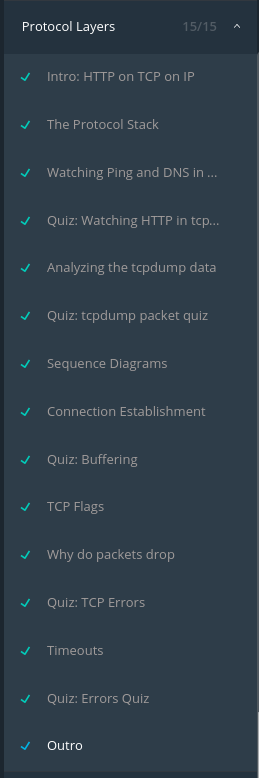 Protocol Layers 15/15
Intro: HTTP on TCP on IP
The Protocol Stack
Watching Ping and DNS in ...
Quiz: Watching HTTP in tcp...
Analyzing the tcpdump data
Quiz: tcpdump packet quiz
Sequence Diagrams
Connection Establishment
Quiz: Buffering
TCP Flags
Why do packets drop
Quiz: TCP Errors
Timeouts
Quiz: Errors Quiz
Outro